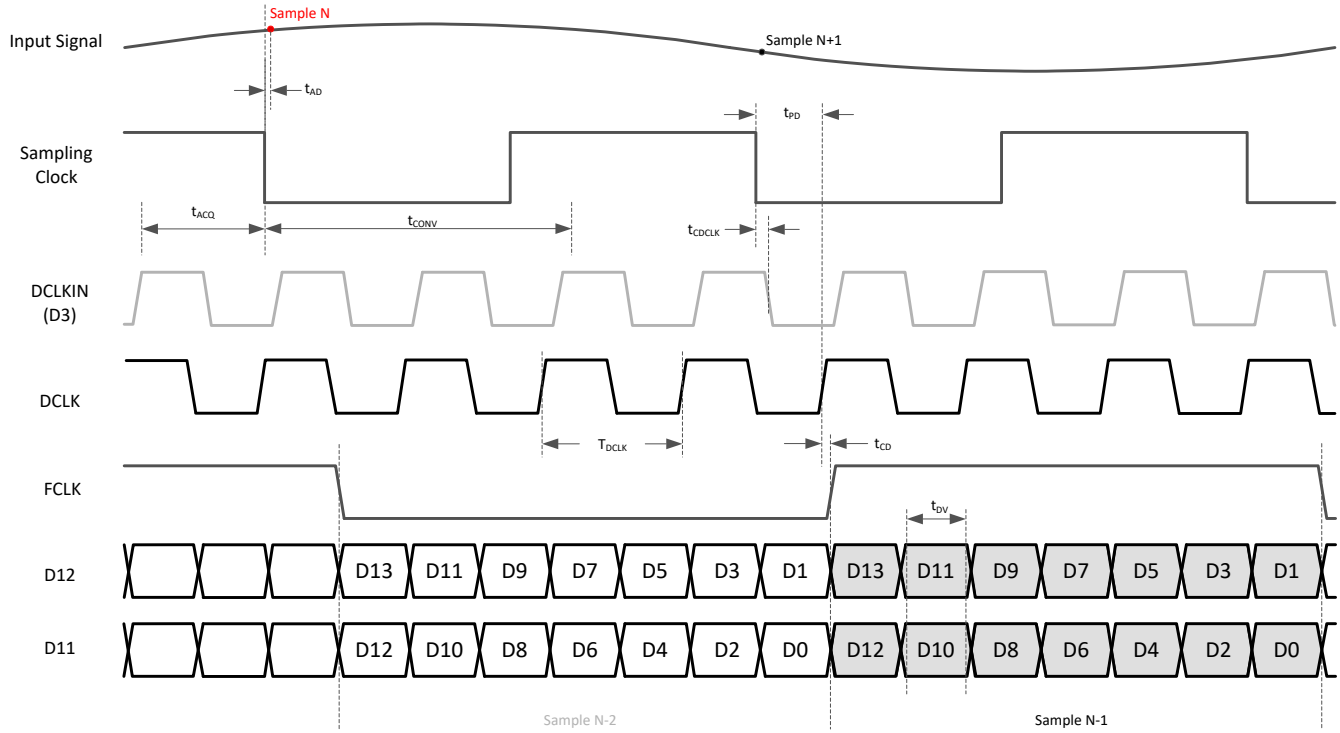 Sample N
Input Signal
Sample N+1
tAD
tPD
Sampling
Clock
tACQ
tCONV
tCDCLK
DCLKIN
(D3)
DCLK
TDCLK
tCD
FCLK
tDV
D12
D13 D11 D9 D7 D5 D3 D1 D13 D11 D9 D7 D5 D3 D1
D11
D12 D10 D8 D6 D4 D2 D0 D12 D10 D8 D6 D4 D2 D0
Sample N-2
Sample N-1